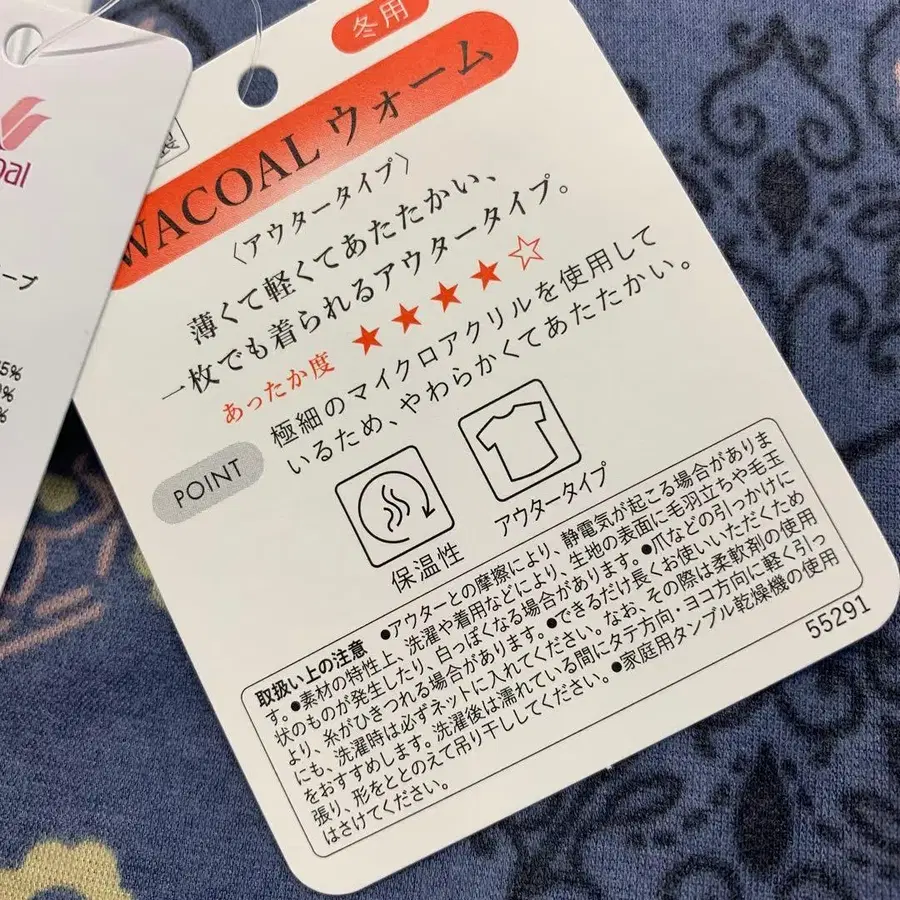 冬用
製
WACOAL ウォーム
〈アウタータイプ〉
薄くて軽くてあたたかい、
一枚でも着られるアウタータイプ。
あったか度 ★★★★☆
POINT
極細のマイクロアクリルを使用して
いるため、やわらかくてあたたかい。
保温性
アウタータイプ
取扱い上の注意 ●アウターとの摩擦により、静電気が起こる場合がありま
す。●素材の特性上、洗濯や着用などにより、生地の表面に毛羽立ちや毛玉
状のものが発生したり、白っぽくなる場合があります。●爪などの引っかけに
より、糸がひきつれる場合があります。●できるだけ長くお使いいただくため
にも、洗濯時は必ずネットに入れてください。なお、その際は柔軟剤の使用
をおすすめします。洗濯後は濡れている間にタテ方向・ヨコ方向に軽く引っ
張り、形をととのえて吊り干ししてください。●家庭用タンブル乾燥機の使用
はさけてください。
55291
oal
ープ
5%
%
%